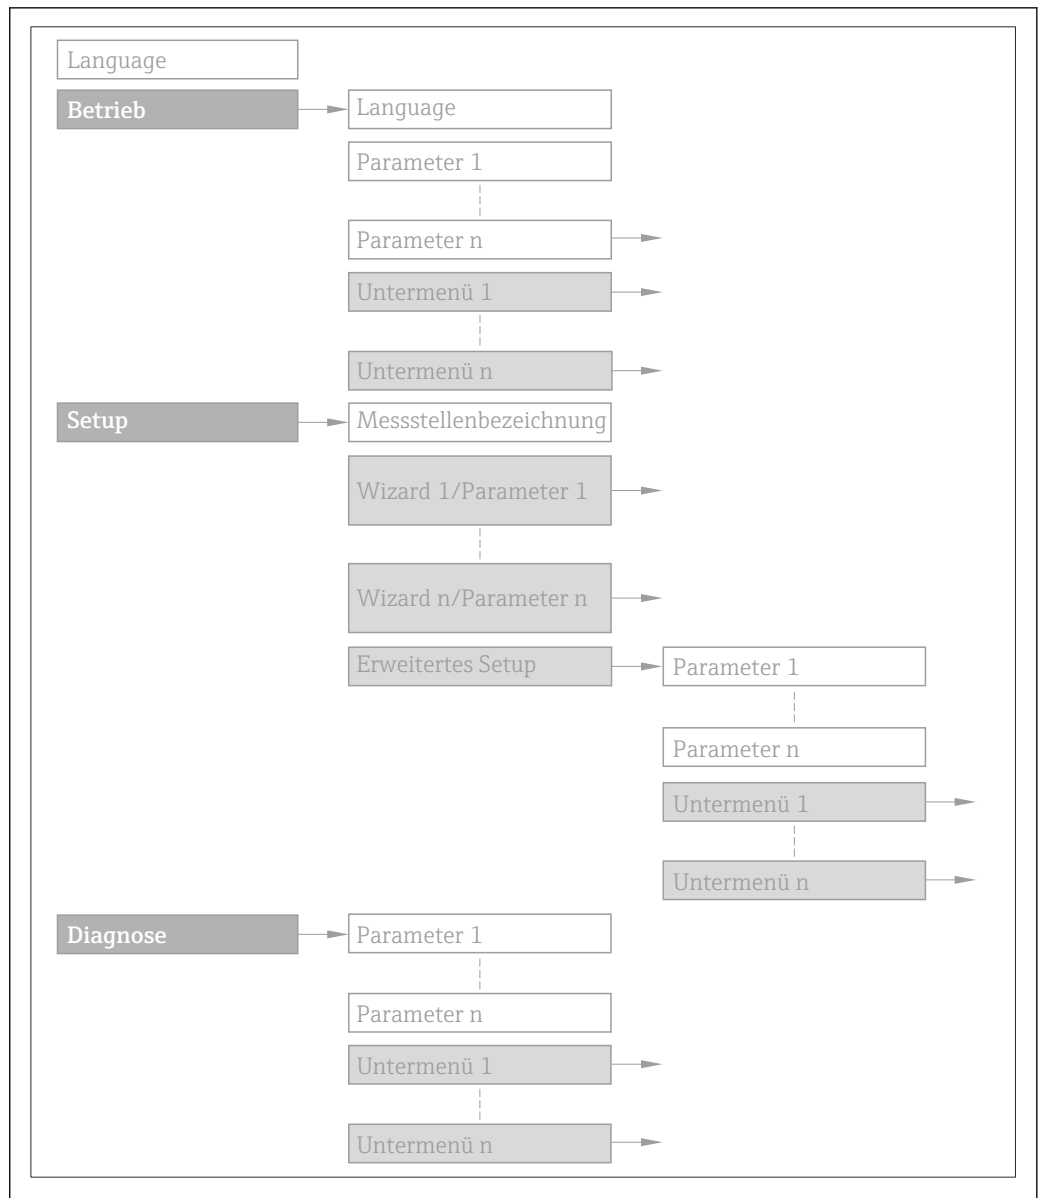 Language
Betrieb
Language
Parameter 1
Parameter n
Untermenü 1
Untermenü n
Setup
Messstellenbezeichnung
Wizard 1/Parameter 1
Wizard n/Parameter n
Erweitertes Setup
Parameter 1
Parameter n
Untermenü 1
Untermenü n
Diagnose
Parameter 1
Parameter n
Untermenü 1
Untermenü n